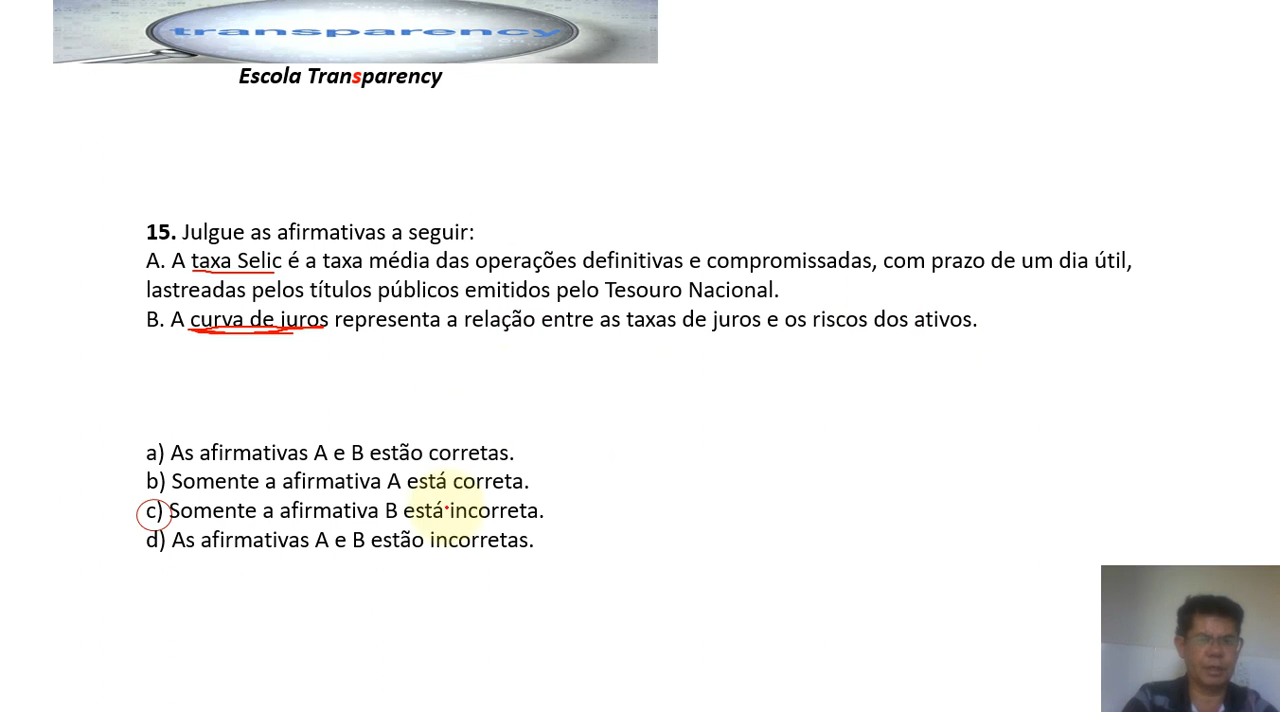 transparency
Escola Transparency
15. Julgue as afirmativas a seguir:
A. A taxa Selic é a taxa média das operações definitivas e compromissadas, com prazo de um dia útil,
lastreadas pelos títulos públicos emitidos pelo Tesouro Nacional.
B. A curva de juros representa a relação entre as taxas de juros e os riscos dos ativos.
a) As afirmativas A e B estão corretas.
b) Somente a afirmativa A está correta.
c) Somente a afirmativa B está incorreta.
d) As afirmativas A e B estão incorretas.